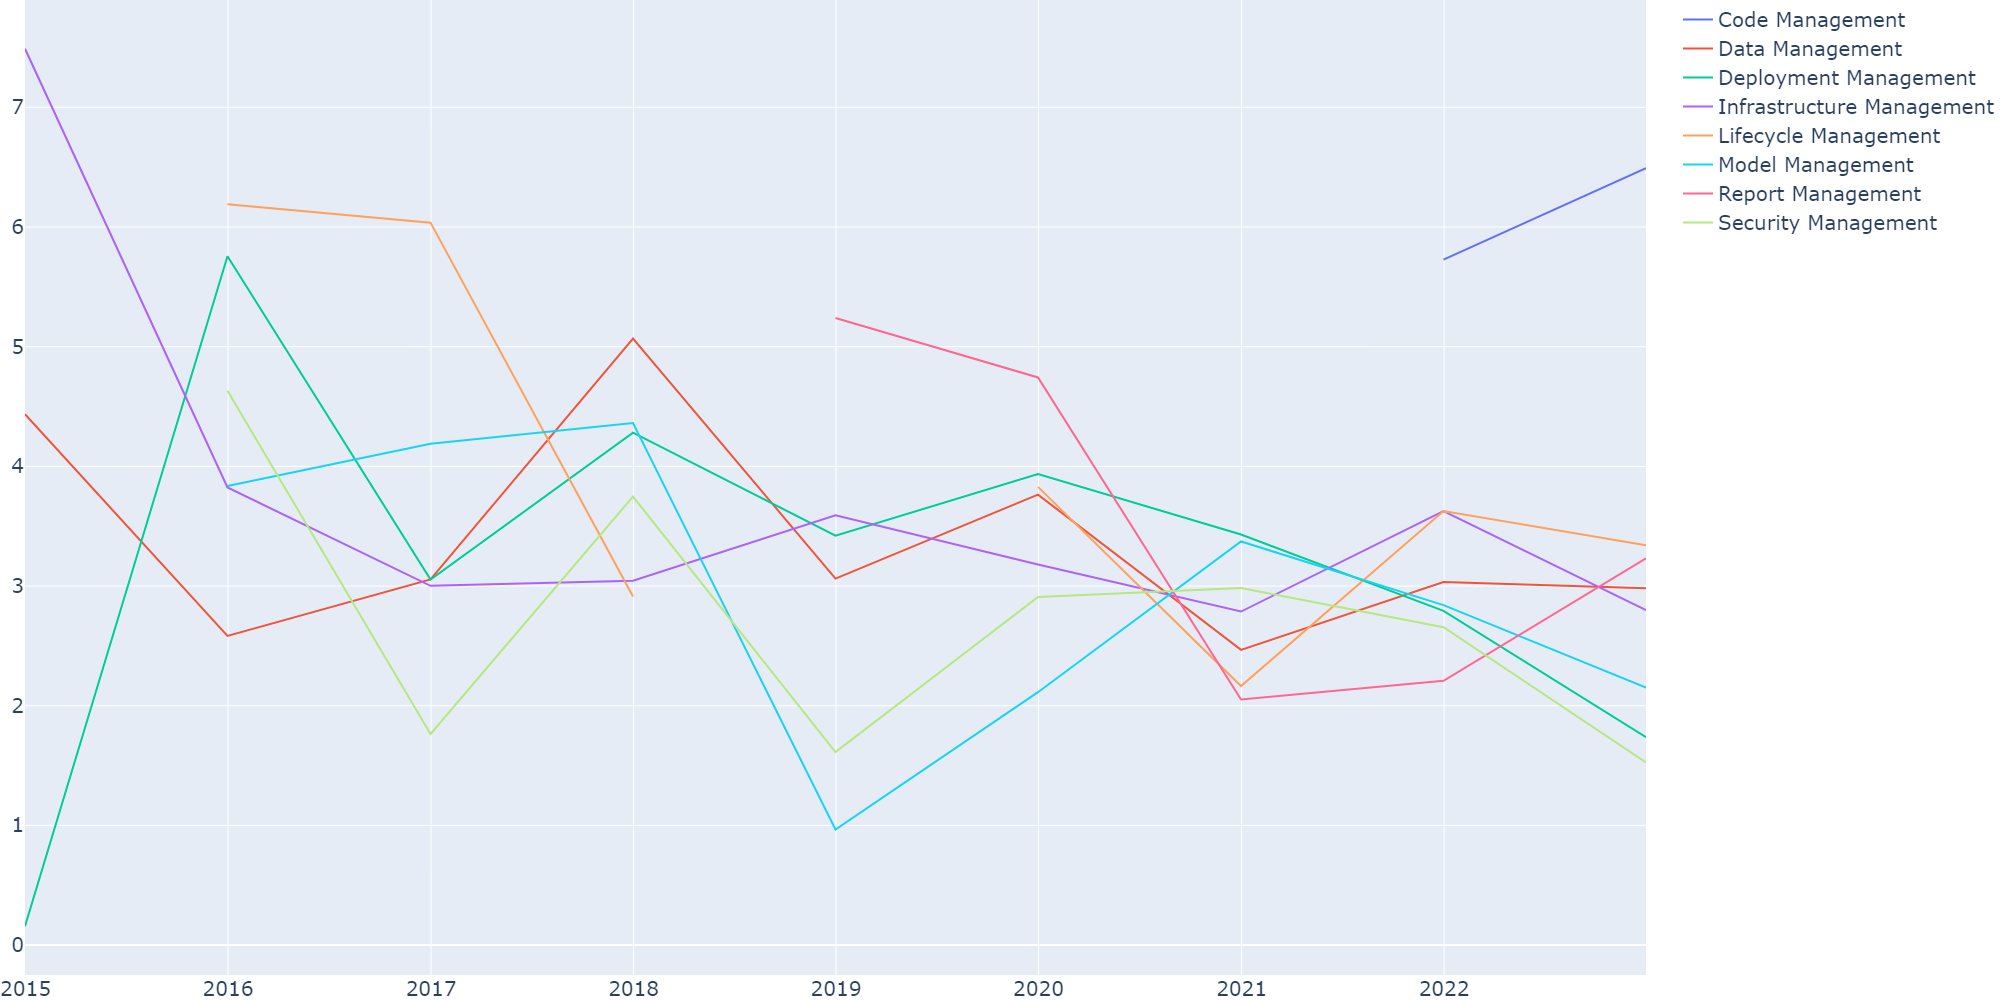 Code Management
Data Management
Deployment Management
Infrastructure Management
Lifecycle Management
Model Management
Report Management
Security Management
7
6
5
4
3
2
1
0
2015 2016 2017 2018 2019 2020 2021 2022